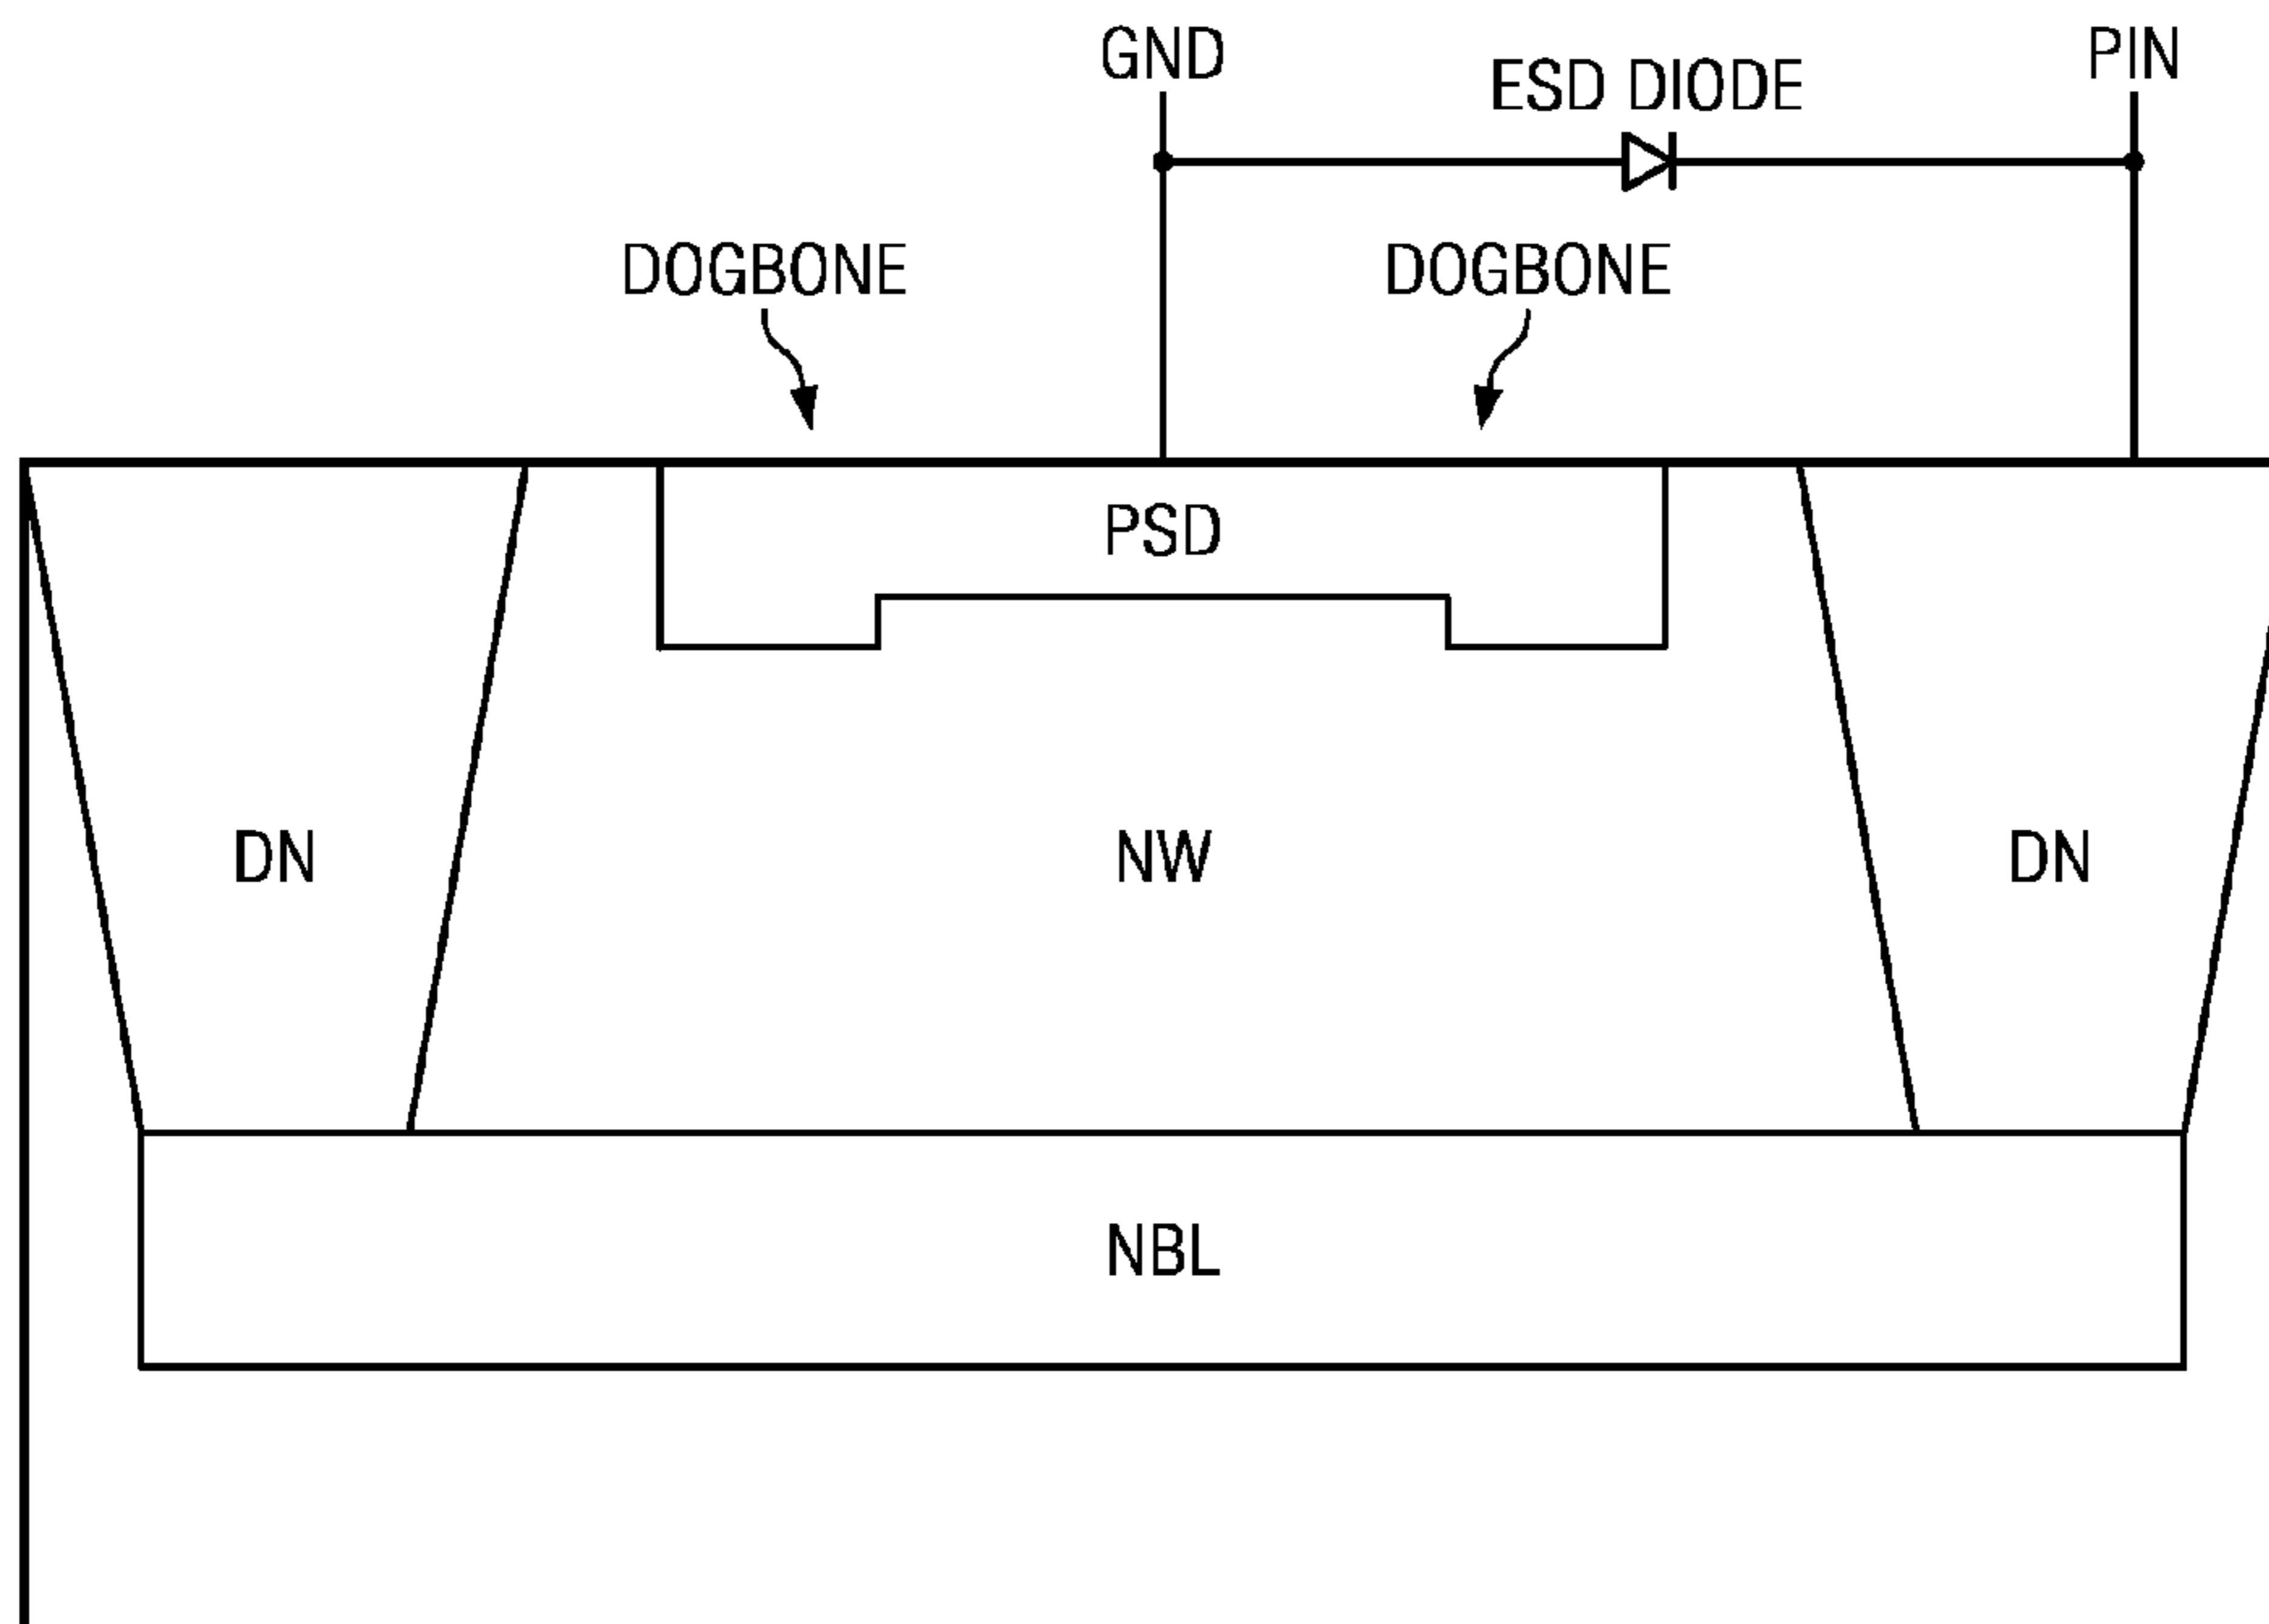 GND
ESD DIODE
PIN
DOGBONE
DOGBONE
PSD
DN
NW
DN
NBL